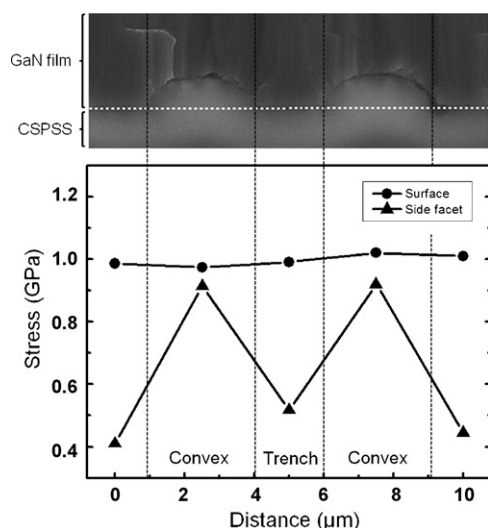 GaN film
CSPSS
Surface
Side facet
Stress (GPa)
1.2
1.0
0.8
0.6
0.4
Convex
Trench
Convex
0
2
4
6
8
10
Distance (μm)